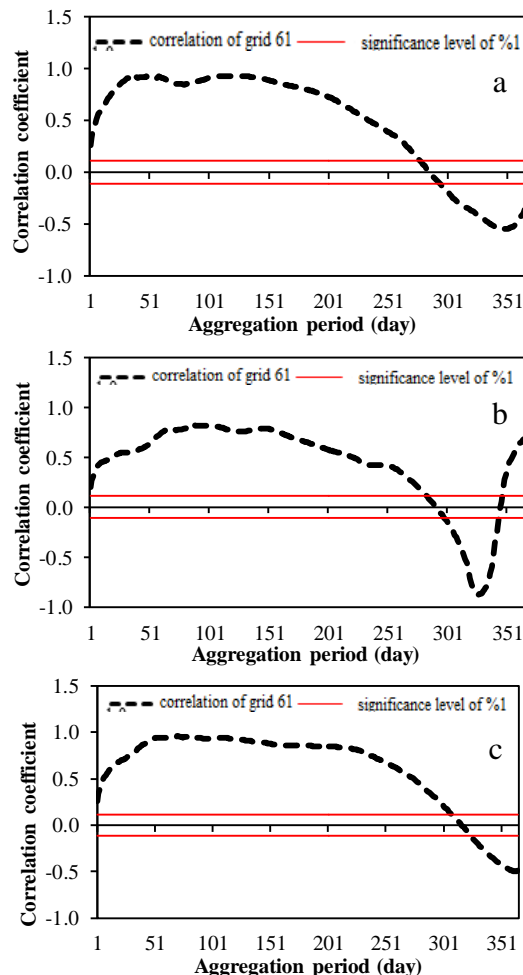 1.5
correlation of grid 61
significance level of %1
a
1.0
0.5
0.0
-0.5
-1.0
Correlation coefficient
1 51 101 151 201 251 301 351
Aggregation period (day)
1.5
correlation of grid 61
significance level of %1
b
1.0
0.5
0.0
-0.5
-1.0
Correlation coefficient
1 51 101 151 201 251 301 351
Aggregation period (day)
1.5
correlation of grid 61
significance level of %1
c
1.0
0.5
0.0
-0.5
-1.0
Correlation coefficient
1 51 101 151 201 251 301 351
Aggregation period (day)